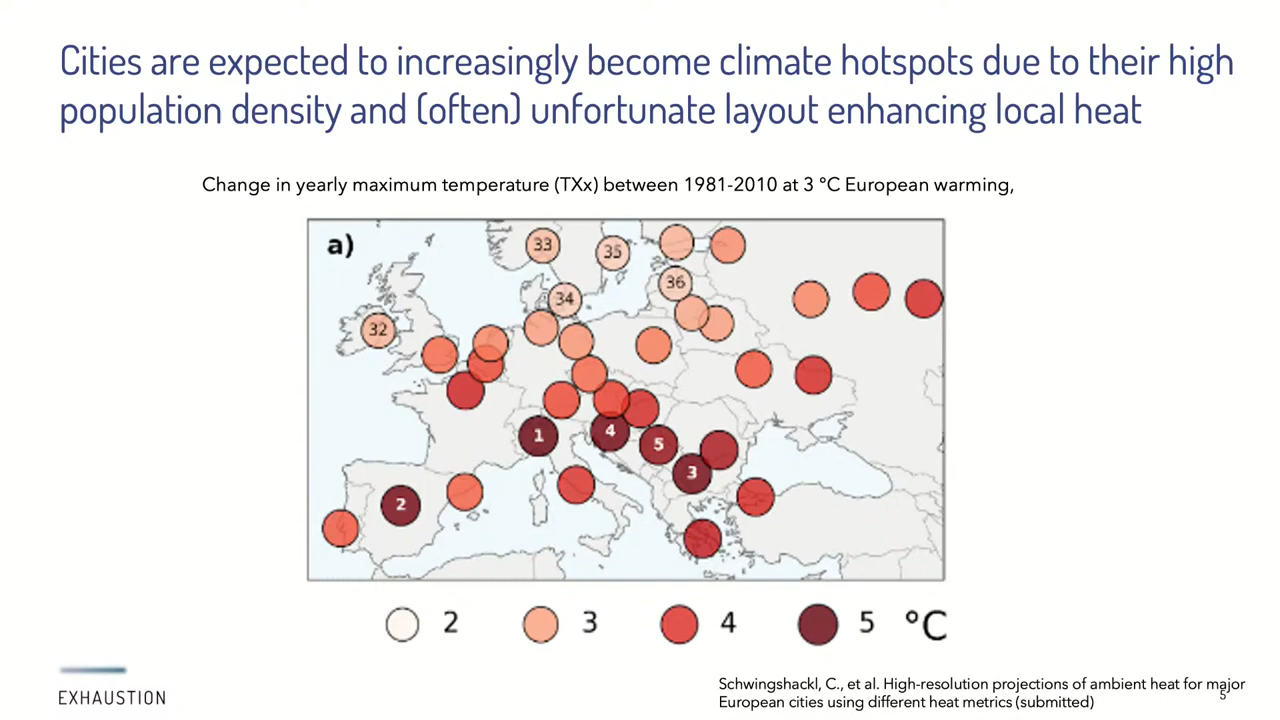 Cities are expected to increasingly become climate hotspots due to their high
population density and (often) unfortunate layout enhancing local heat
Change in yearly maximum temperature (TXx) between 1981-2010 at 3 °C European warming,
a)
33
35
36
34
32
1
4
5
3
2
2 3 4 5 °C
EXHAUSTION
Schwingshackl, C., et al. High-resolution projections of ambient heat for major
European cities using different heat metrics (submitted)
5